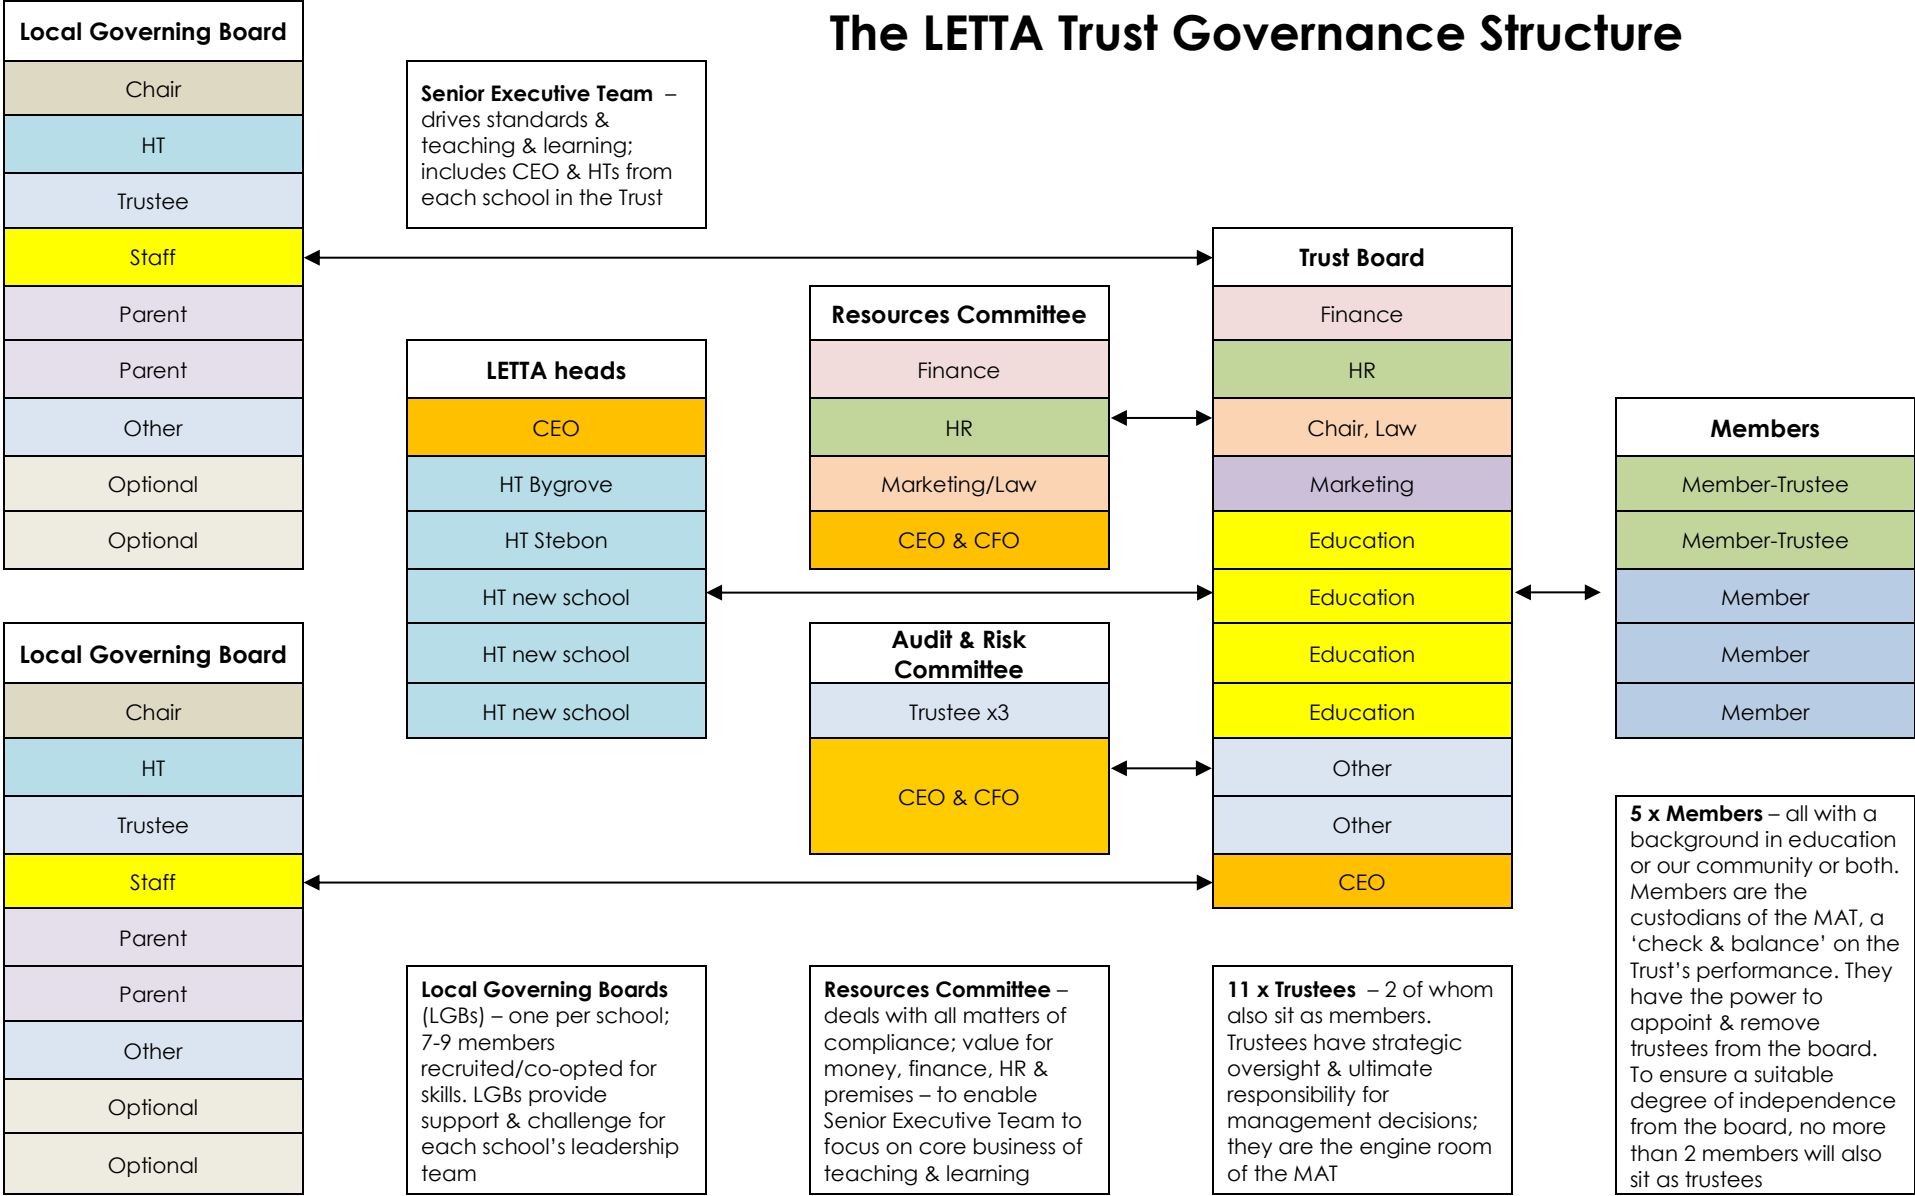 The LETTA Trust Governance Structure
Local Governing Board
Chair
HT
Trustee
Staff
Parent
Parent
Other
Optional
Optional
Local Governing Board
Chair
HT
Trustee
Staff
Parent
Parent
Other
Optional
Optional
Senior Executive Team –
drives standards &
teaching & learning;
includes CEO & HTs from
each school in the Trust
LETTA heads
CEO
HT Bygrove
HT Stebon
HT new school
HT new school
HT new school
Local Governing Boards
(LGBs) – one per school;
7-9 members
recruited/co-opted for
skills. LGBs provide
support & challenge for
each school’s leadership
team
Resources Committee
Finance
HR
Marketing/Law
CEO & CFO
Audit & Risk
Committee
Trustee x3
CEO & CFO
Resources Committee –
deals with all matters of
compliance; value for
money, finance, HR &
premises – to enable
Senior Executive Team to
focus on core business of
teaching & learning
Trust Board
Finance
HR
Chair, Law
Marketing
Education
Education
Education
Education
Other
Other
CEO
11 x Trustees – 2 of whom
also sit as members.
Trustees have strategic
oversight & ultimate
responsibility for
management decisions;
they are the engine room
of the MAT
Members
Member-Trustee
Member-Trustee
Member
Member
Member
5 x Members – all with a
background in education
or our community or both.
Members are the
custodians of the MAT, a
‘check & balance’ on the
Trust’s performance. They
have the power to
appoint & remove
trustees from the board.
To ensure a suitable
degree of independence
from the board, no more
than 2 members will also
sit as trustees